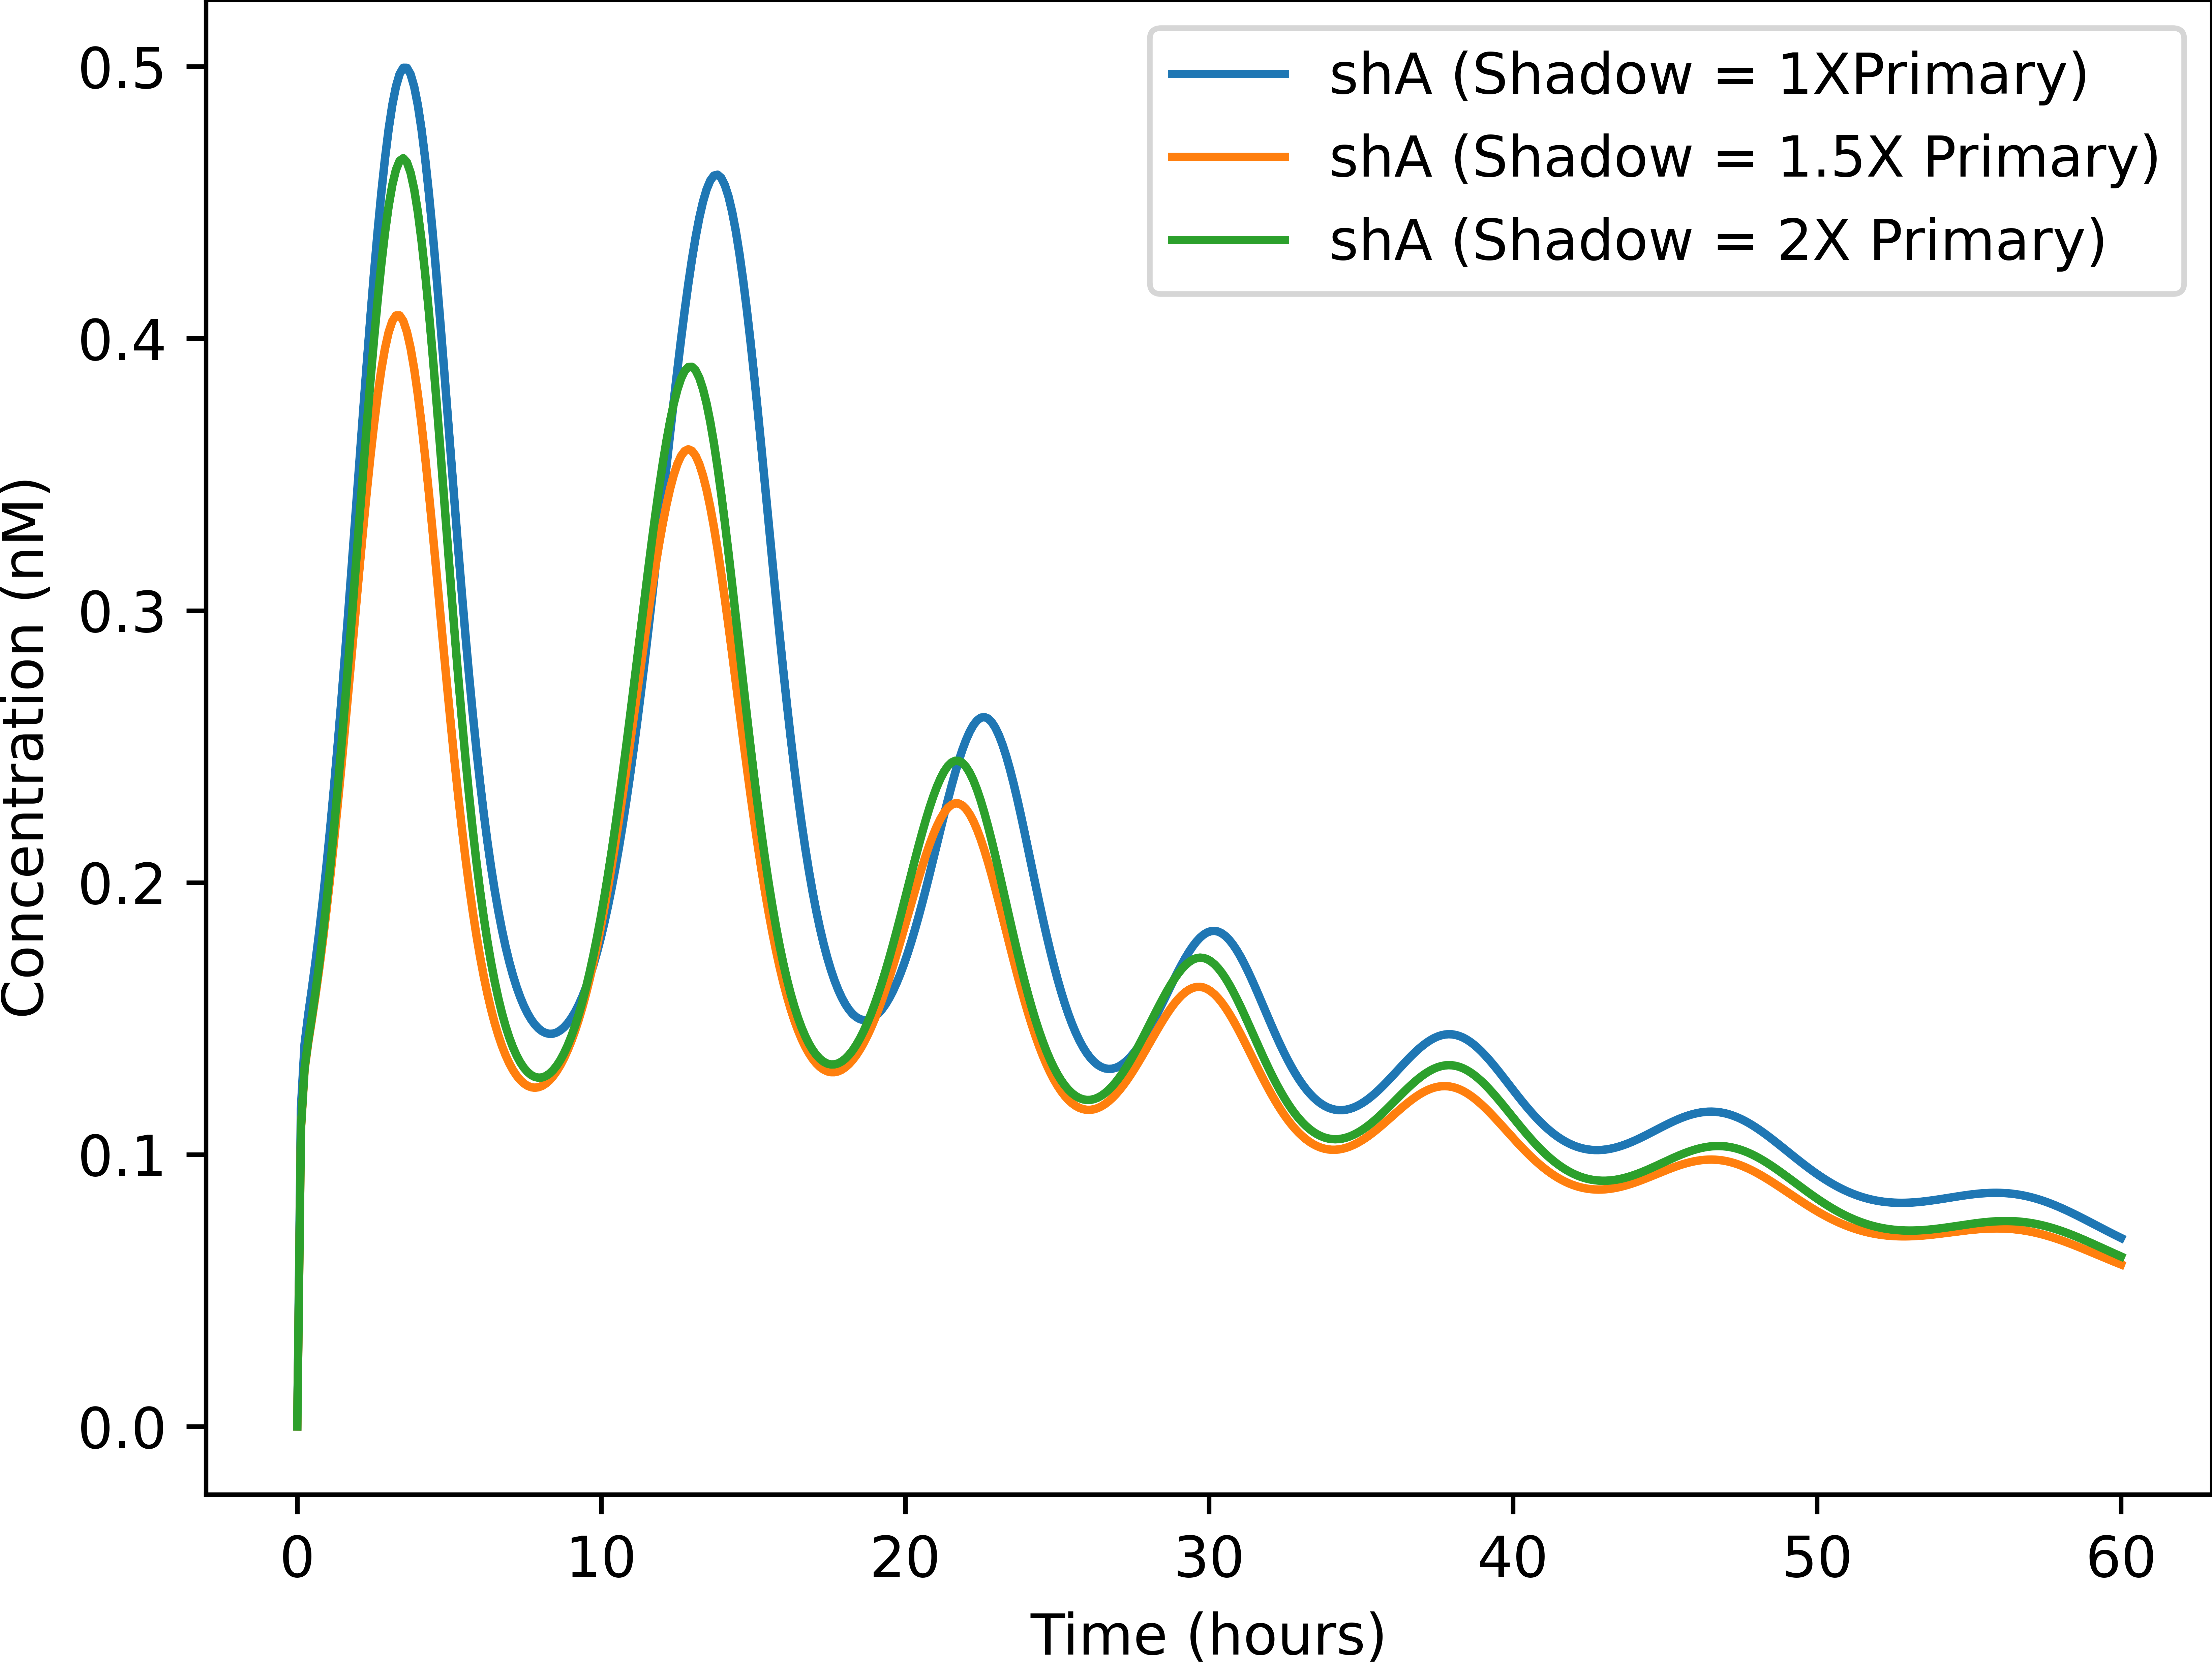 shA (Shadow = 1XPrimary)
shA (Shadow = 1.5X Primary)
shA (Shadow = 2X Primary)
Concentration (nM)
0.5
0.4
0.3
0.2
0.1
0.0
0 10 20 30 40 50 60
Time (hours)